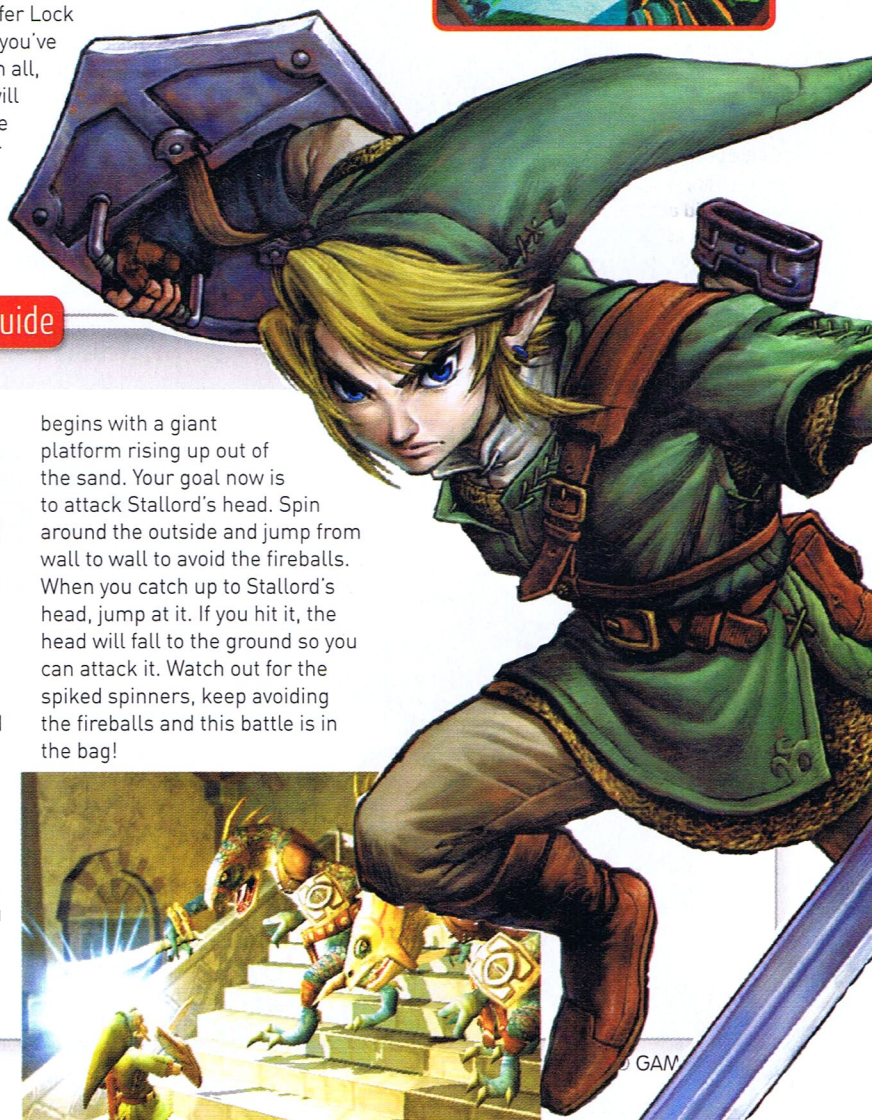 fer Lock
you've
n all,
vill
e
uide
begins with a giant
platform rising up out of
the sand. Your goal now is
to attack Stallord's head. Spin
around the outside and jump from
wall to wall to avoid the fireballs.
When you catch up to Stallord's
head, jump at it. If you hit it, the
head will fall to the ground so you
can attack it. Watch out for the
spiked spinners, keep avoiding
the fireballs and this battle is in
the bag!
GAM